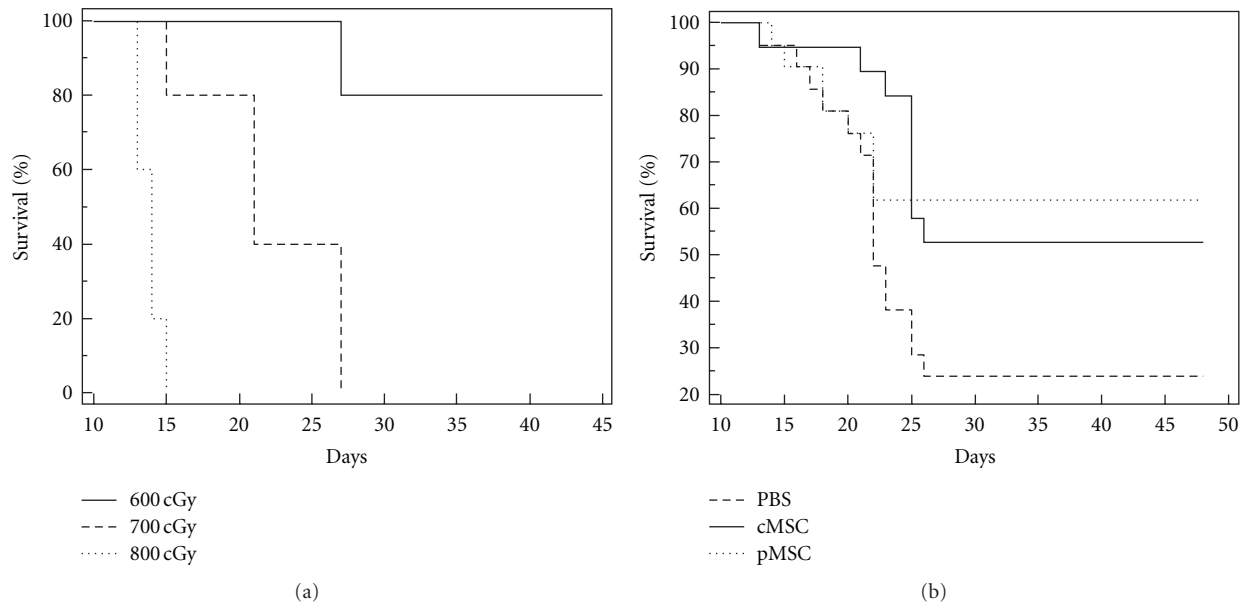 100
80
60
40
20
0
Survival (%)
10 15 20 25 30 35 40 45
Days
600 cGy
700 cGy
800 cGy
(a)
100
90
80
70
60
50
40
30
20
Survival (%)
10 15 20 25 30 35 40 45 50
Days
PBS
cMSC
pMSC
(b)